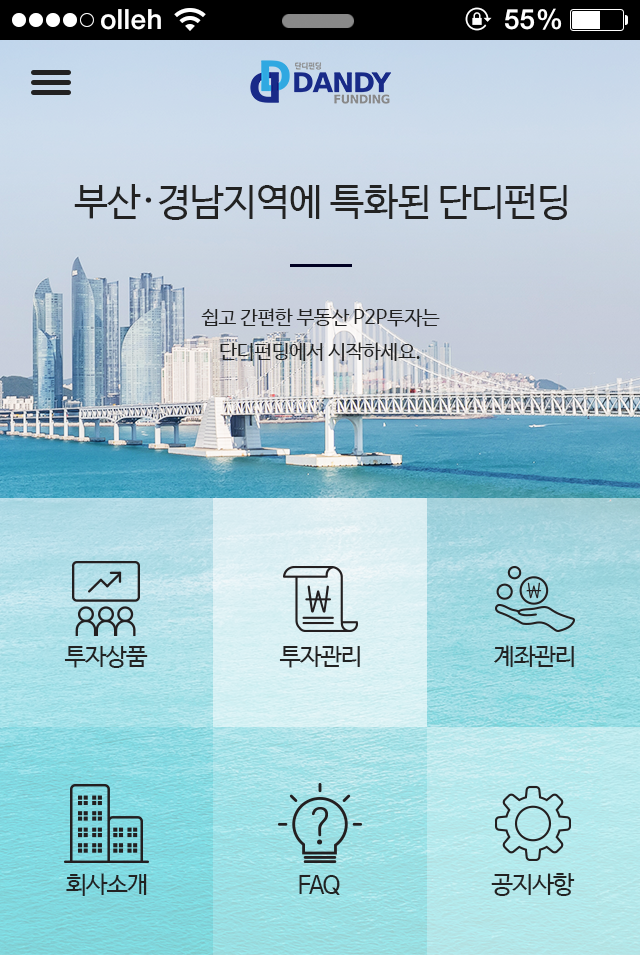 olleh 55%
단디펀딩
DANDY
FUNDING
부산·경남지역에 특화된 단디펀딩
쉽고 간편한 부동산 P2P투자는
단디펀딩에서 시작하세요.
₩ ₩
투자상품 투자관리 계좌관리
?
회사소개 FAQ 공지사항